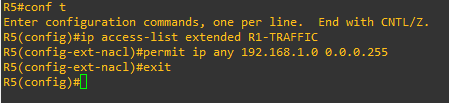 R5#conf t
Enter configuration commands, one per line.  End with CNTL/Z.
R5(config)#ip access-list extended R1-TRAFFIC
R5(config-ext-nacl)#permit ip any 192.168.1.0 0.0.0.255
R5(config-ext-nacl)#exit
R5(config)#